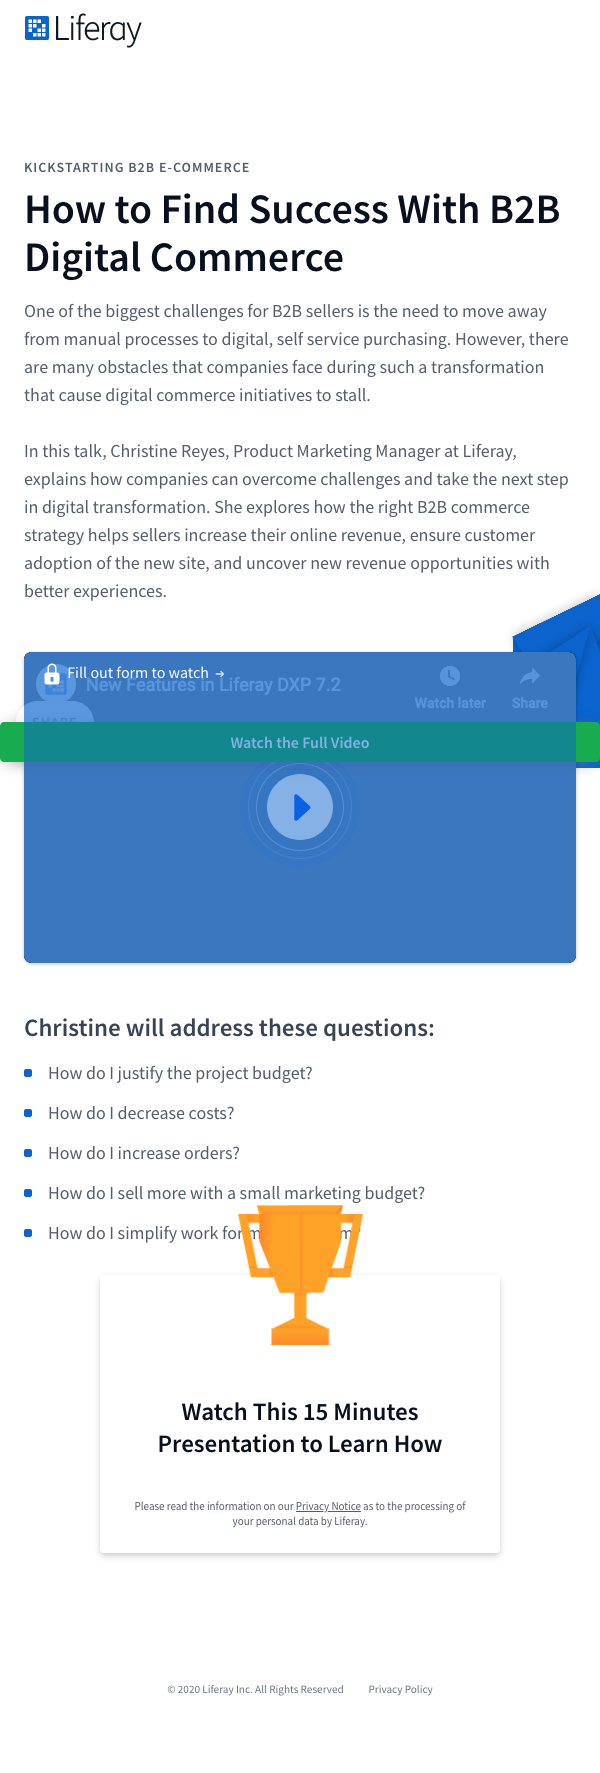 Liferay
KICKSTARTING B2B E-COMMERCE
How to Find Success With B2B
Digital Commerce
One of the biggest challenges for B2B sellers is the need to move away
from manual processes to digital, self service purchasing. However, there
are many obstacles that companies face during such a transformation
that cause digital commerce initiatives to stall.
In this talk, Christine Reyes, Product Marketing Manager at Liferay,
explains how companies can overcome challenges and take the next step
in digital transformation. She explores how the right B2B commerce
strategy helps sellers increase their online revenue, ensure customer
adoption of the new site, and uncover new revenue opportunities with
better experiences.
Fill out form to watch →
New Features in Liferay DXP 7.2
Watch later Share
SHARE
Watch the Full Video
Christine will address these questions:
How do I justify the project budget?
How do I decrease costs?
How do I increase orders?
How do I sell more with a small marketing budget?
How do I simplify work for
Watch This 15 Minutes
Presentation to Learn How
Please read the information on our Privacy Notice as to the processing of
your personal data by Liferay.
© 2020 Liferay Inc. All Rights Reserved Privacy Policy